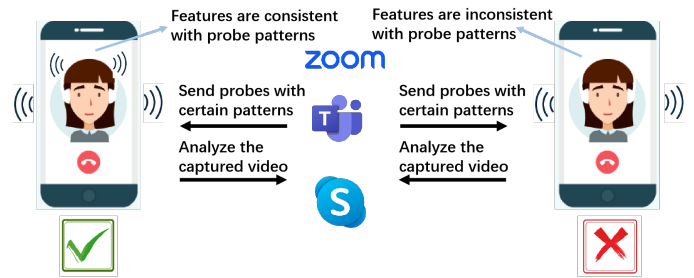 Features are consistent
with probe patterns
Features are inconsistent
with probe patterns
zoom
Send probes with
certain patterns
T
Send probes with
certain patterns
Analyze the
captured video
S
Analyze the
captured video